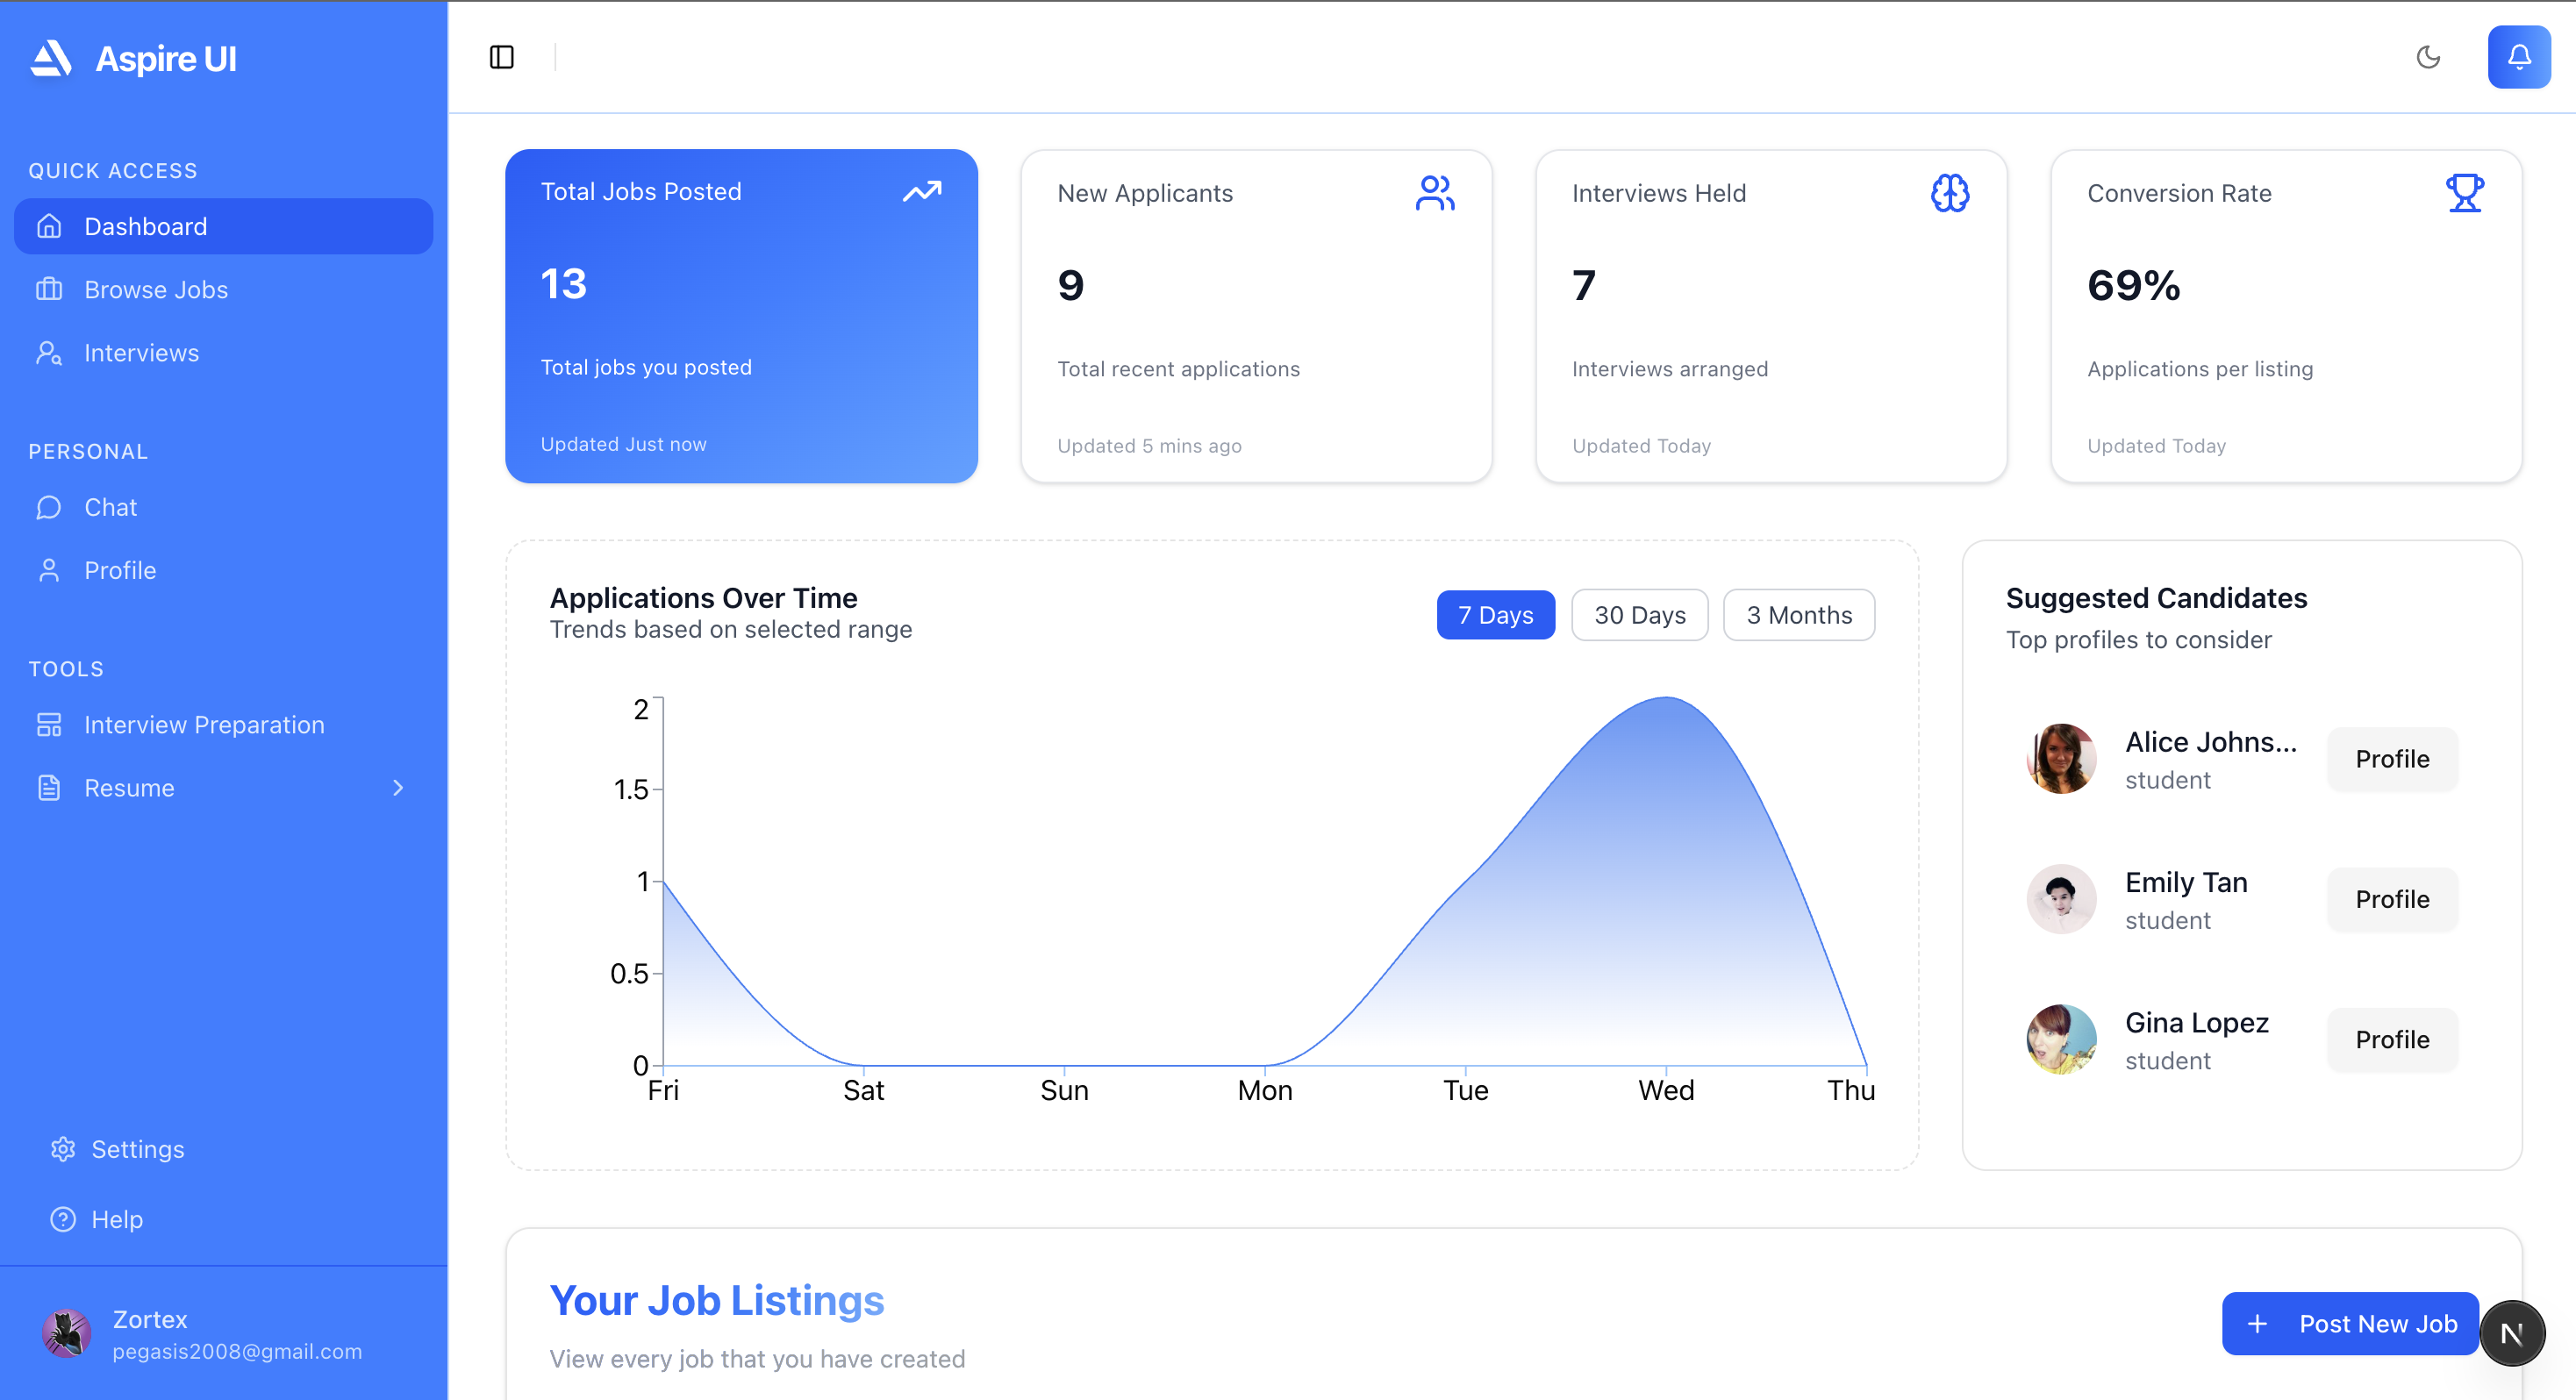 Aspire UI
QUICK ACCESS
Dashboard
Browse Jobs
Interviews
PERSONAL
Chat
Profile
TOOLS
Interview Preparation
Resume
Settings
Help
Zortex
pegasis2008@gmail.com
Total Jobs Posted
13
Total jobs you posted
Updated Just now
New Applicants
9
Total recent applications
Updated 5 mins ago
Interviews Held
7
Interviews arranged
Updated Today
Conversion Rate
69%
Applications per listing
Updated Today
Applications Over Time
Trends based on selected range
7 Days
30 Days
3 Months
2
1.5
1
0.5
0
Fri Sat Sun Mon Tue Wed Thu
Suggested Candidates
Top profiles to consider
Alice Johns...
student
Profile
Emily Tan
student
Profile
Gina Lopez
student
Profile
Your Job Listings
View every job that you have created
+ Post New Job
N